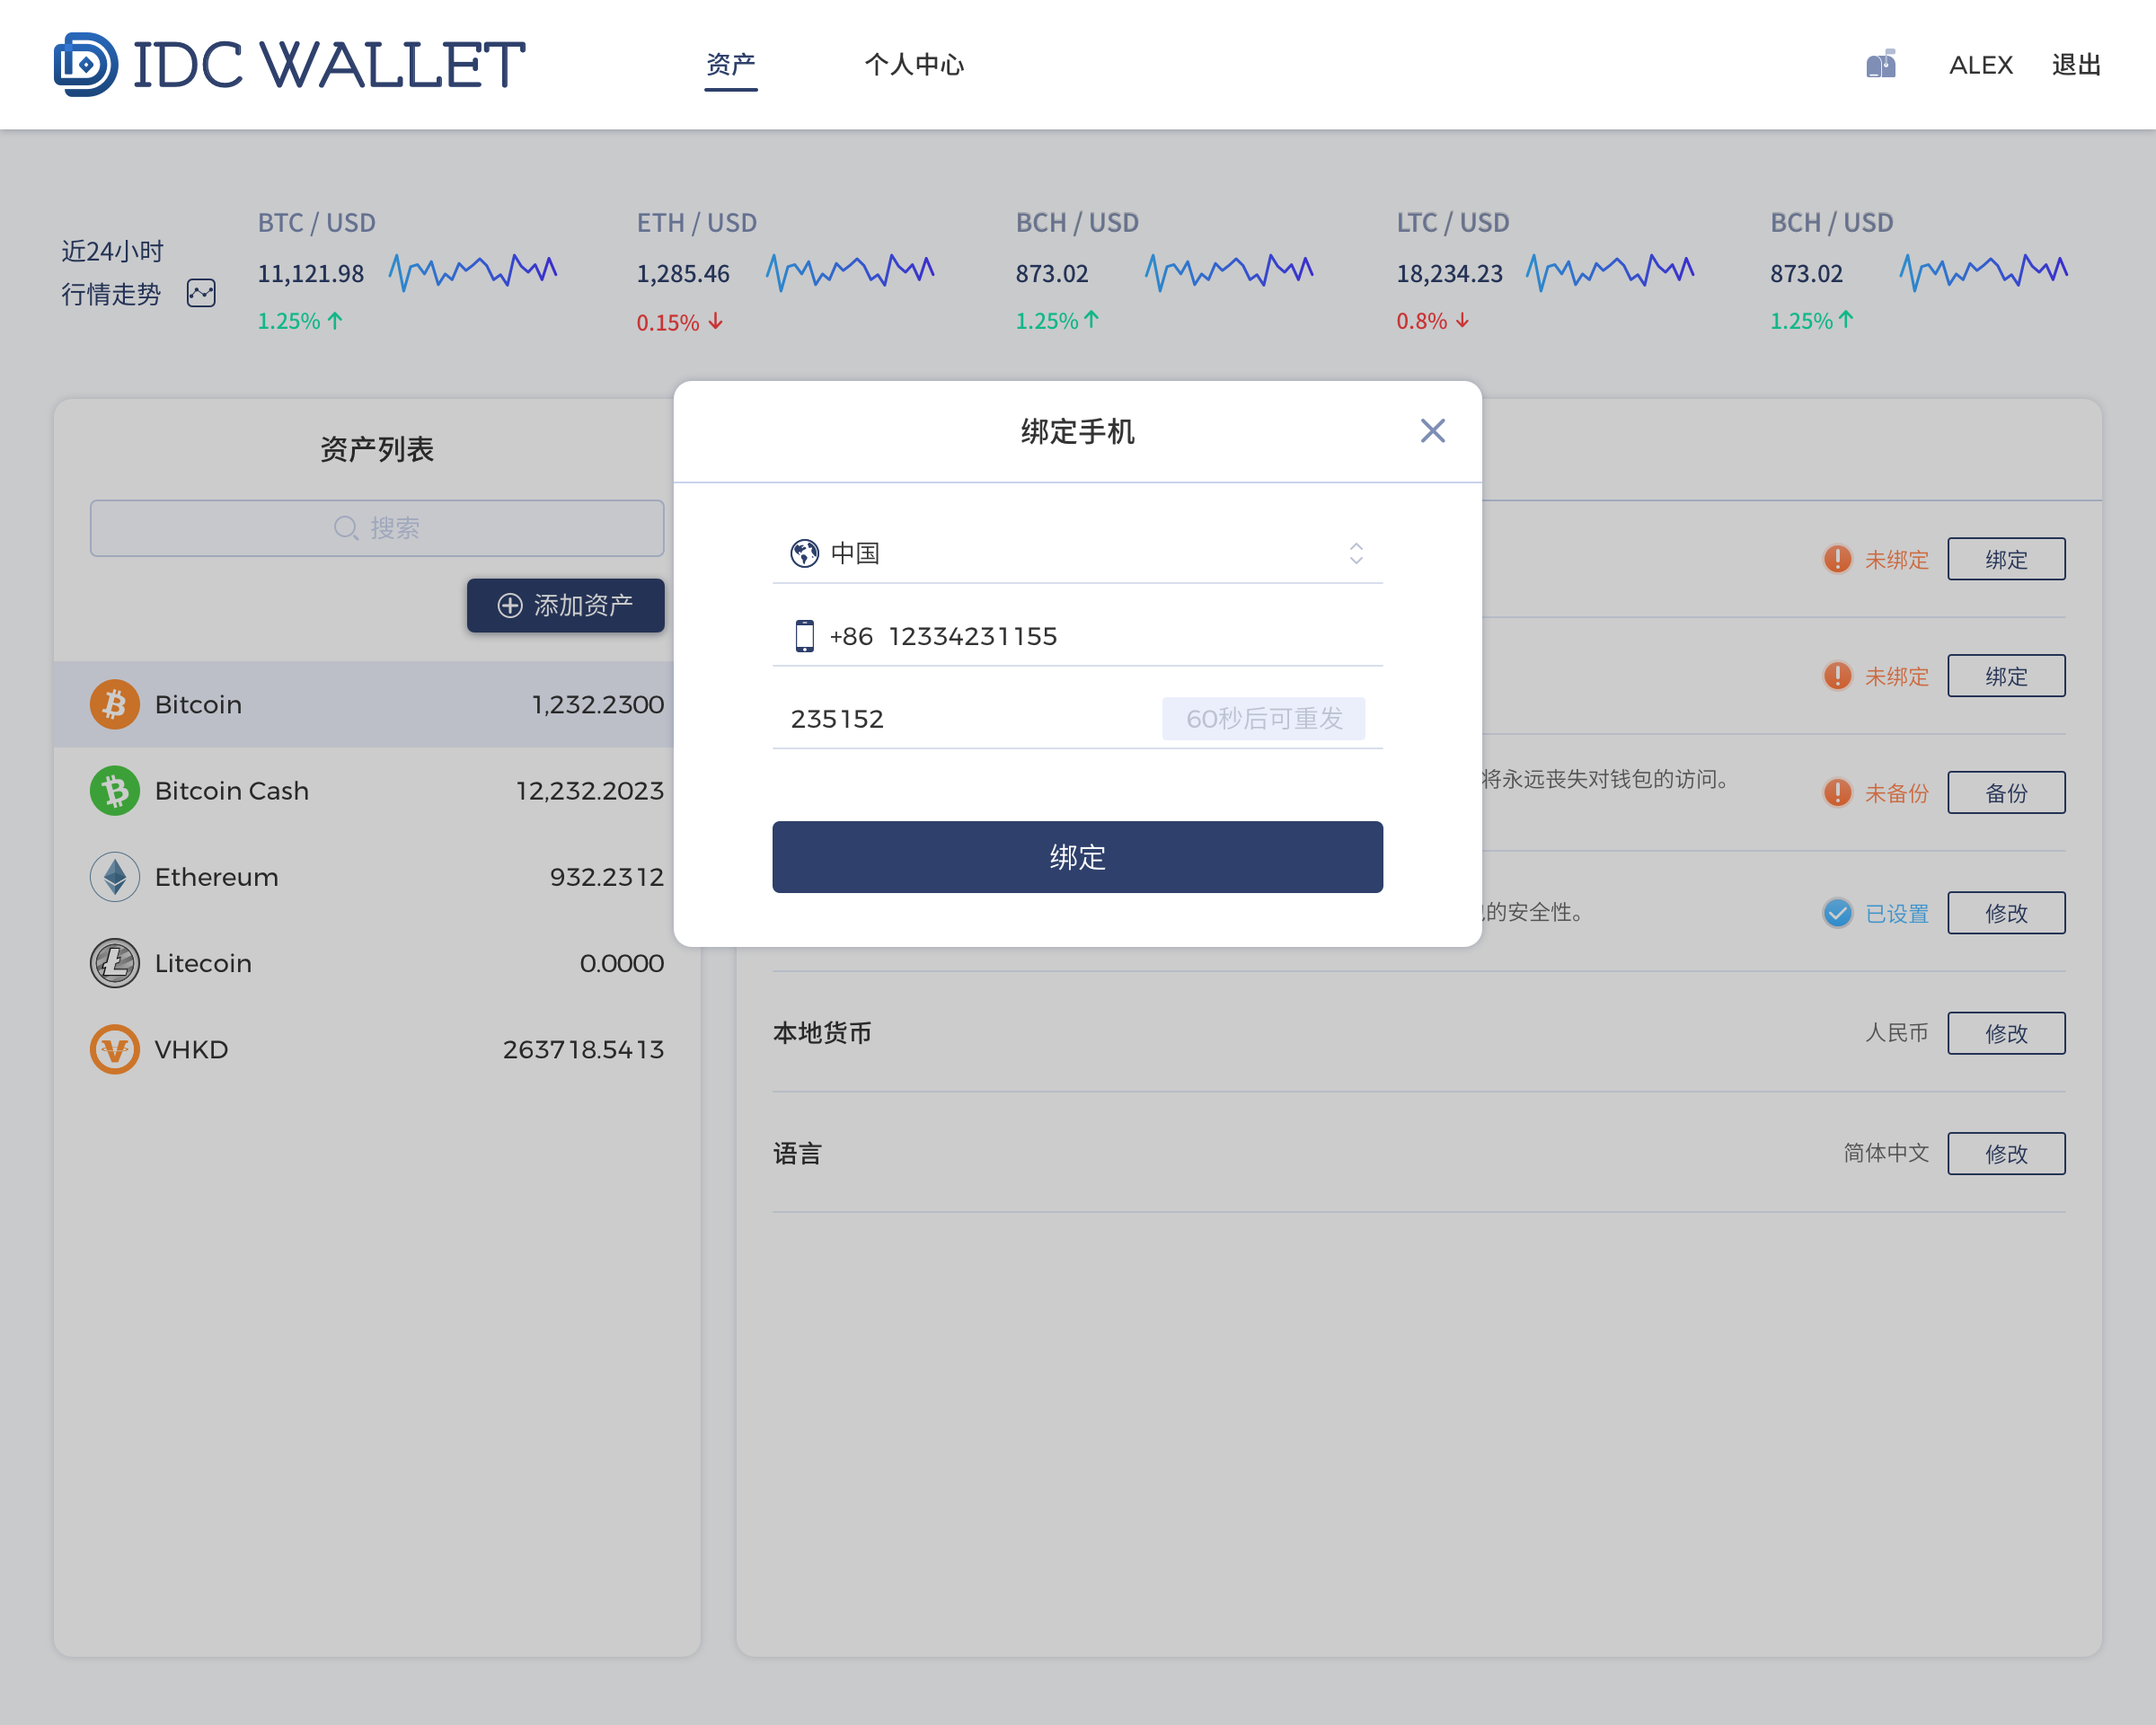 IDC WALLET
资产
个人中心
ALEX
退出
近24小时
行情走势
BTC / USD
11,121.98
1.25%
ETH / USD
1,285.46
0.15%
BCH / USD
873.02
1.25%
LTC / USD
18,234.23
0.8%
BCH / USD
873.02
1.25%
资产列表
搜索
添加资产
Bitcoin 1,232.2300
Bitcoin Cash 12,232.2023
Ethereum 932.2312
Litecoin 0.0000
VHKD 263718.5413
绑定手机
中国
+86 12334231155
235152 60秒后可重发
绑定
未绑定 绑定
未绑定 绑定
将永远丧失对钱包的访问。 未备份 备份
的安全性。 已设置 修改
本地货币 人民币 修改
语言 简体中文 修改